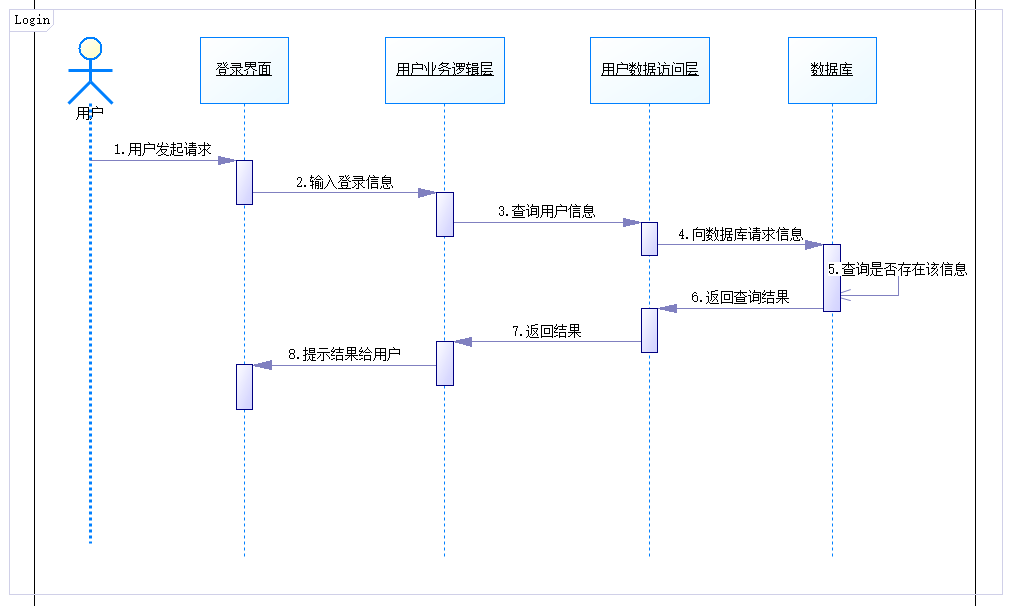 Login
用户
登录界面
用户业务逻辑层
用户数据访问层
数据库
1.用户发起请求
2.输入登录信息
3.查询用户信息
4.向数据库请求信息
5.查询是否存在该信息
6.返回查询结果
7.返回结果
8.提示结果给用户